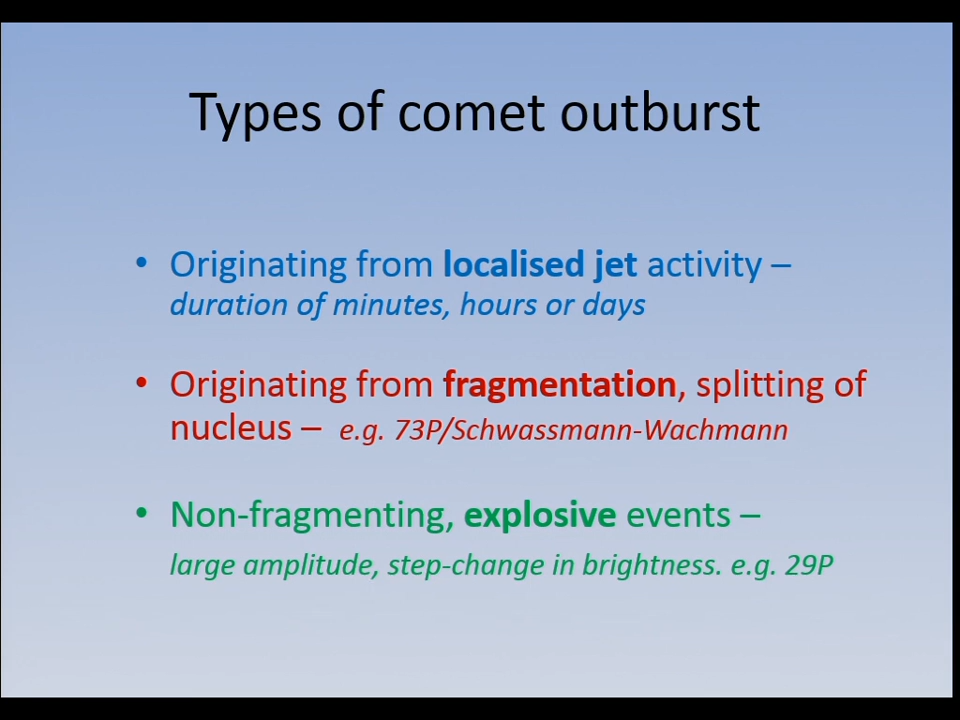 Types of comet outburst
• Originating from localised jet activity –
duration of minutes, hours or days
• Originating from fragmentation, splitting of
nucleus – e.g. 73P/Schwassmann-Wachmann
• Non-fragmenting, explosive events –
large amplitude, step-change in brightness. e.g. 29P